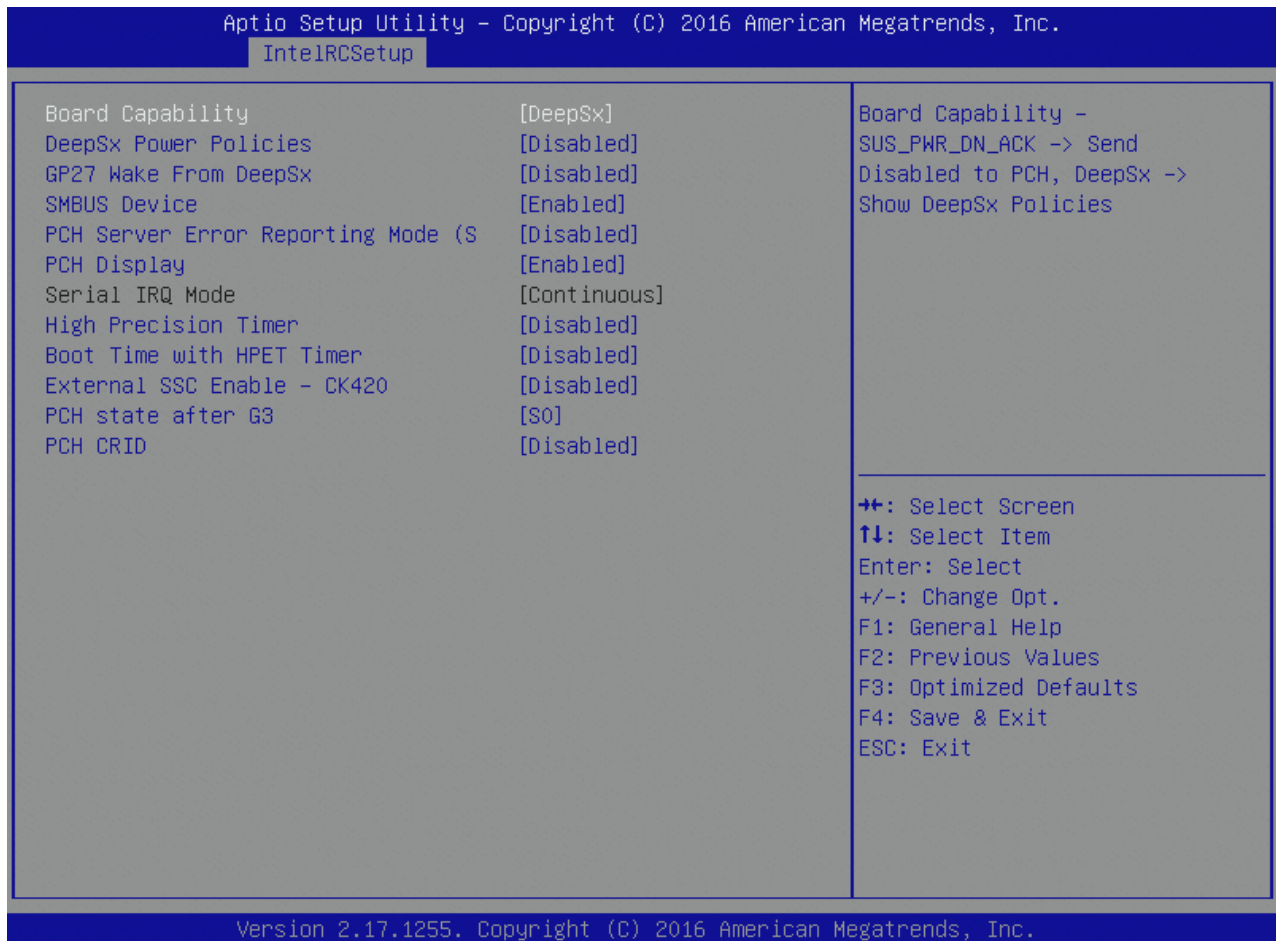 Aptio Setup Utility – Copyright (C) 2016 American Megatrends, Inc.
IntelRCSetup
Board Capability [DeepSx]
DeepSx Power Policies [Disabled]
GP27 Wake From DeepSx [Disabled]
SMBUS Device [Enabled]
PCH Server Error Reporting Mode (S [Disabled]
PCH Display [Enabled]
Serial IRQ Mode [Continuous]
High Precision Timer [Disabled]
Boot Time with HPET Timer [Disabled]
External SSC Enable – CK420 [Disabled]
PCH state after G3 [S0]
PCH CRID [Disabled]
Board Capability –
SUS_PWR_DN_ACK –> Send
Disabled to PCH, DeepSx –>
Show DeepSx Policies
→←: Select Screen
↑↓: Select Item
Enter: Select
+/–: Change Opt.
F1: General Help
F2: Previous Values
F3: Optimized Defaults
F4: Save & Exit
ESC: Exit
Version 2.17.1255. Copyright (C) 2016 American Megatrends, Inc.